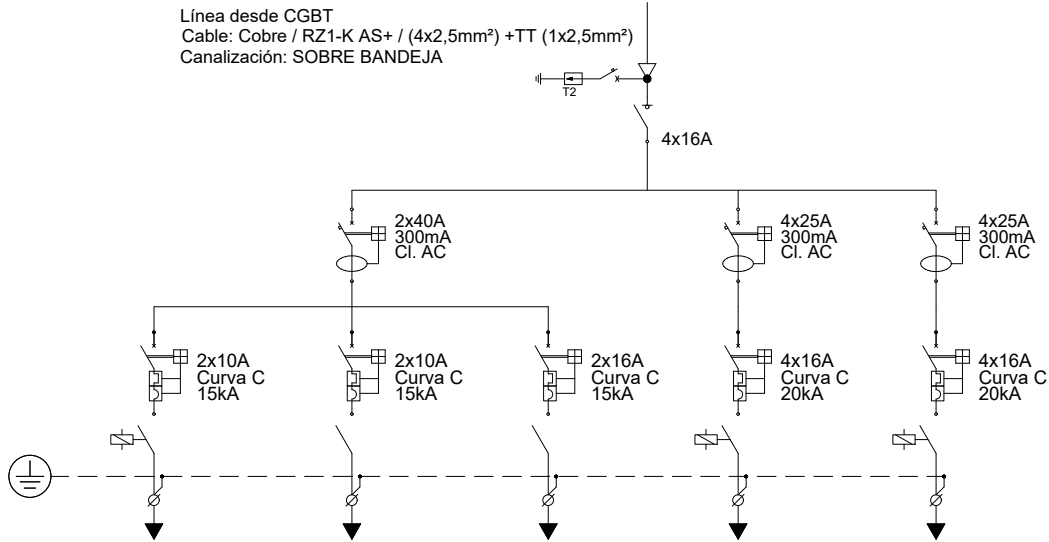 Línea desde CGBT
Cable: Cobre / RZ1-K AS+ / (4x2,5mm²) +TT (1x2,5mm²)
Canalización: SOBRE BANDEJA
T2
4x16A
2x40A
300mA
Cl. AC
4x25A
300mA
Cl. AC
4x25A
300mA
Cl. AC
2x10A
Curva C
15kA
2x10A
Curva C
15kA
2x16A
Curva C
15kA
4x16A
Curva C
20kA
4x16A
Curva C
20kA